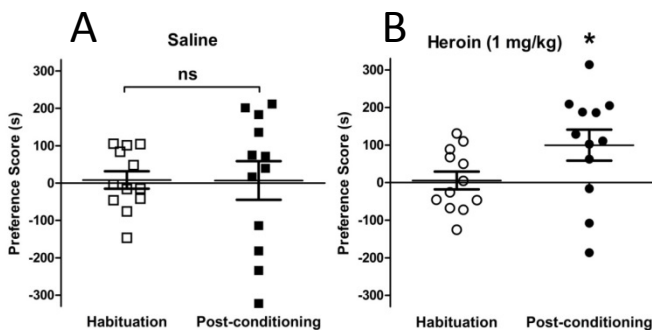 A
Saline
ns
Preference Score (s)
300
200
100
0
-100
-200
-300
Habituation Post-conditioning
B
Heroin (1 mg/kg)
*
Preference Score (s)
300
200
100
0
-100
-200
-300
Habituation Post-conditioning